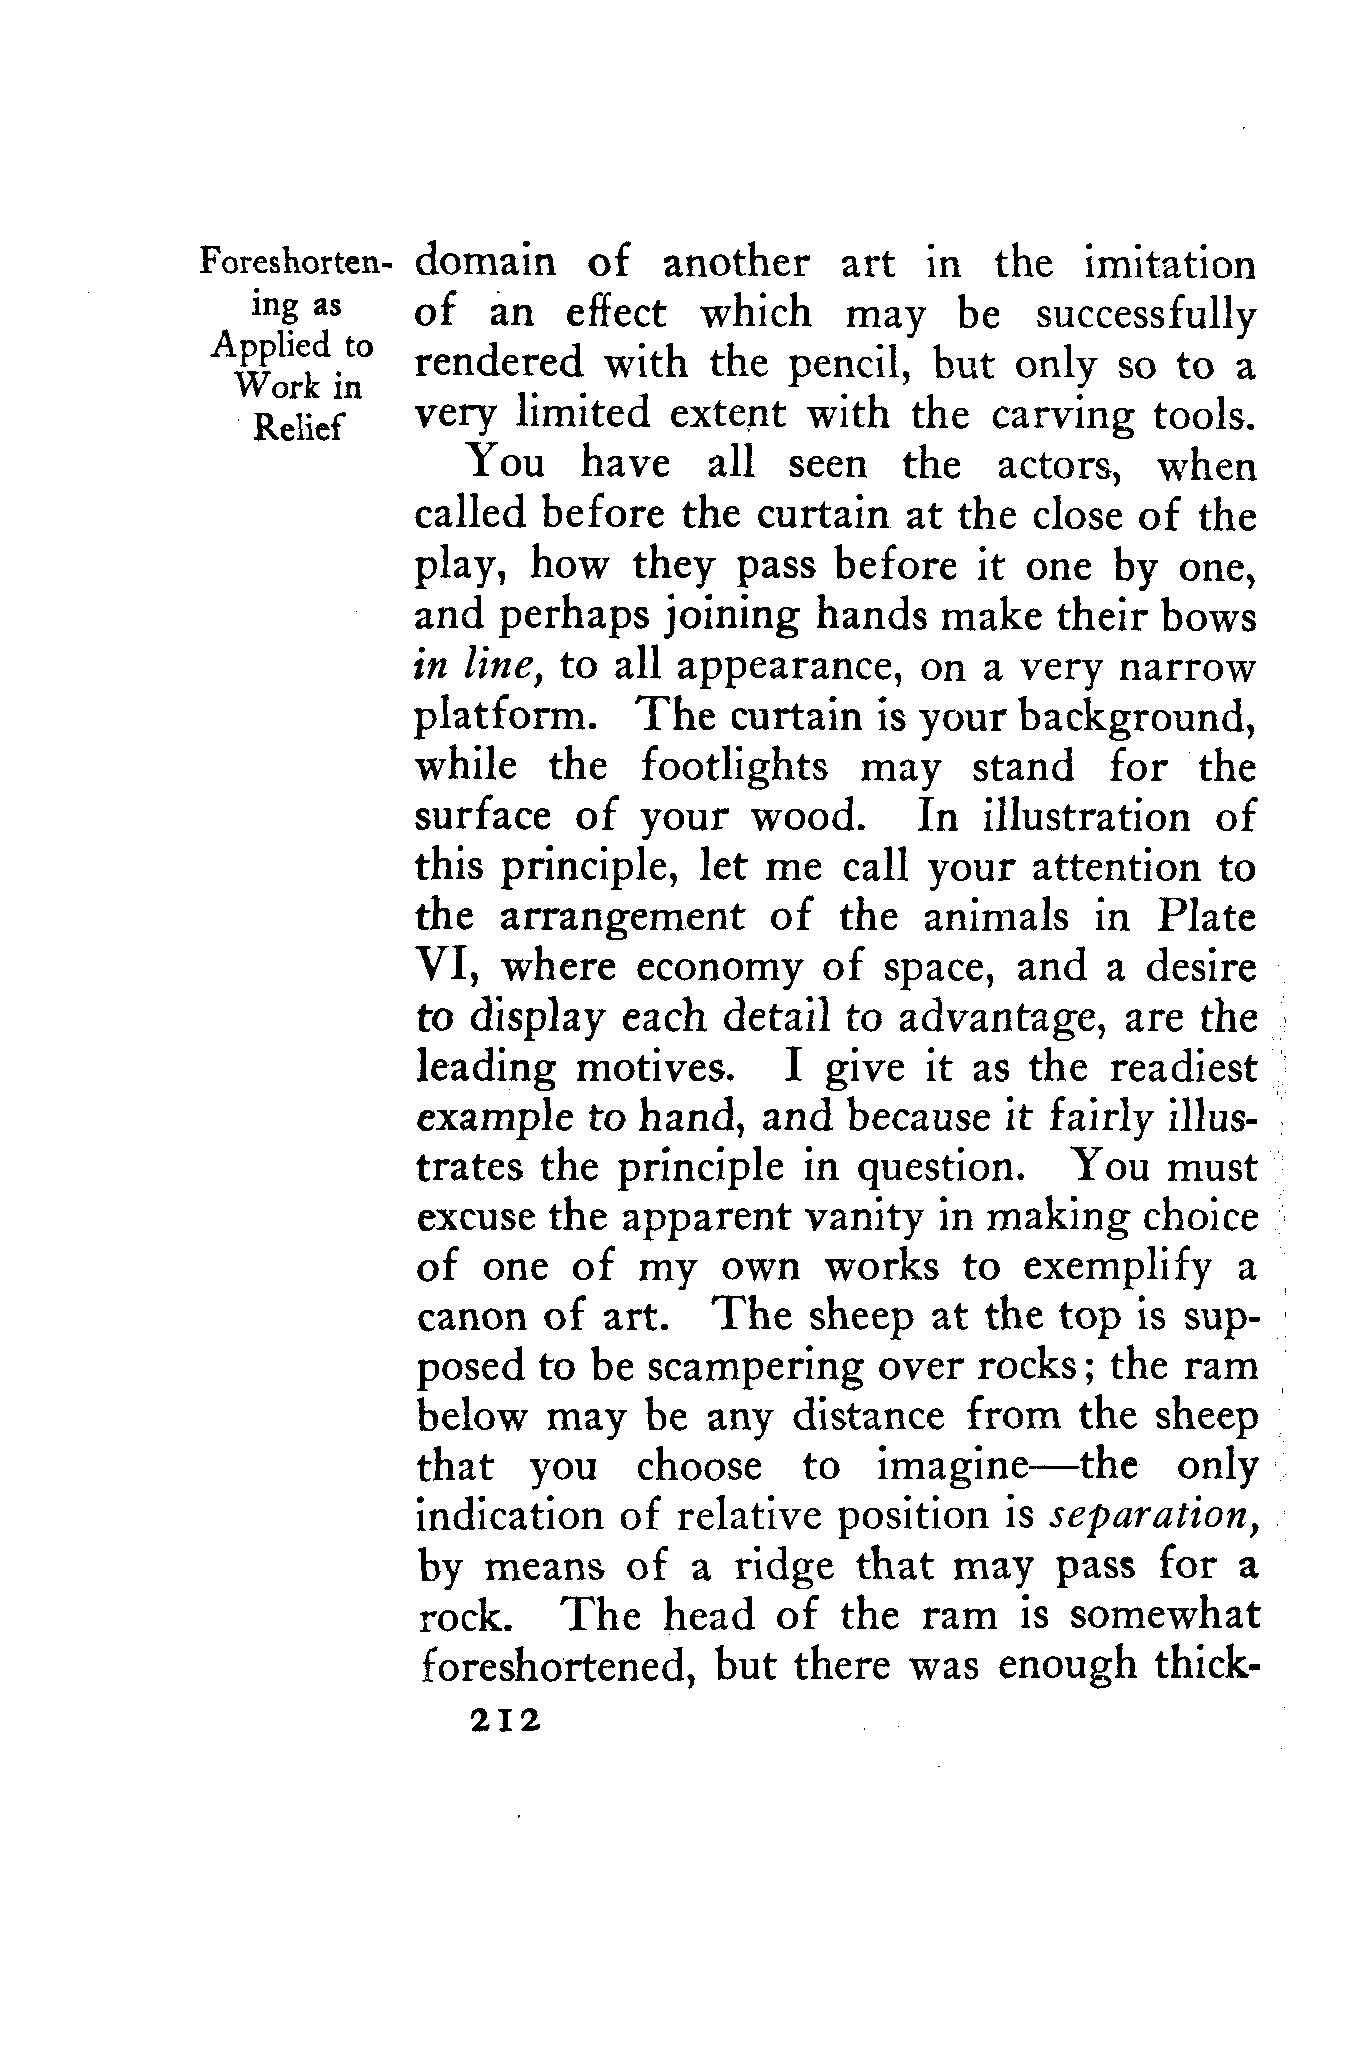 Foreshorten-
ing as
Applied to
Work in
Relief
domain of another art in the imitation
of an effect which may be successfully
rendered with the pencil, but only so to a
very limited extent with the carving tools.
You have all seen the actors, when
called before the curtain at the close of the
play, how they pass before it one by one,
and perhaps joining hands make their bows
in line, to all appearance, on a very narrow
platform. The curtain is your background,
while the footlights may stand for the
surface of your wood. In illustration of
this principle, let me call your attention to
the arrangement of the animals in Plate
VI, where economy of space, and a desire
to display each detail to advantage, are the
leading motives. I give it as the readiest
example to hand, and because it fairly illus-
trates the principle in question. You must
excuse the apparent vanity in making choice
of one of my own works to exemplify a
canon of art. The sheep at the top is sup-
posed to be scampering over rocks; the ram
below may be any distance from the sheep
that you choose to imagine—the only
indication of relative position is separation,
by means of a ridge that may pass for a
rock. The head of the ram is somewhat
foreshortened, but there was enough thick-
212